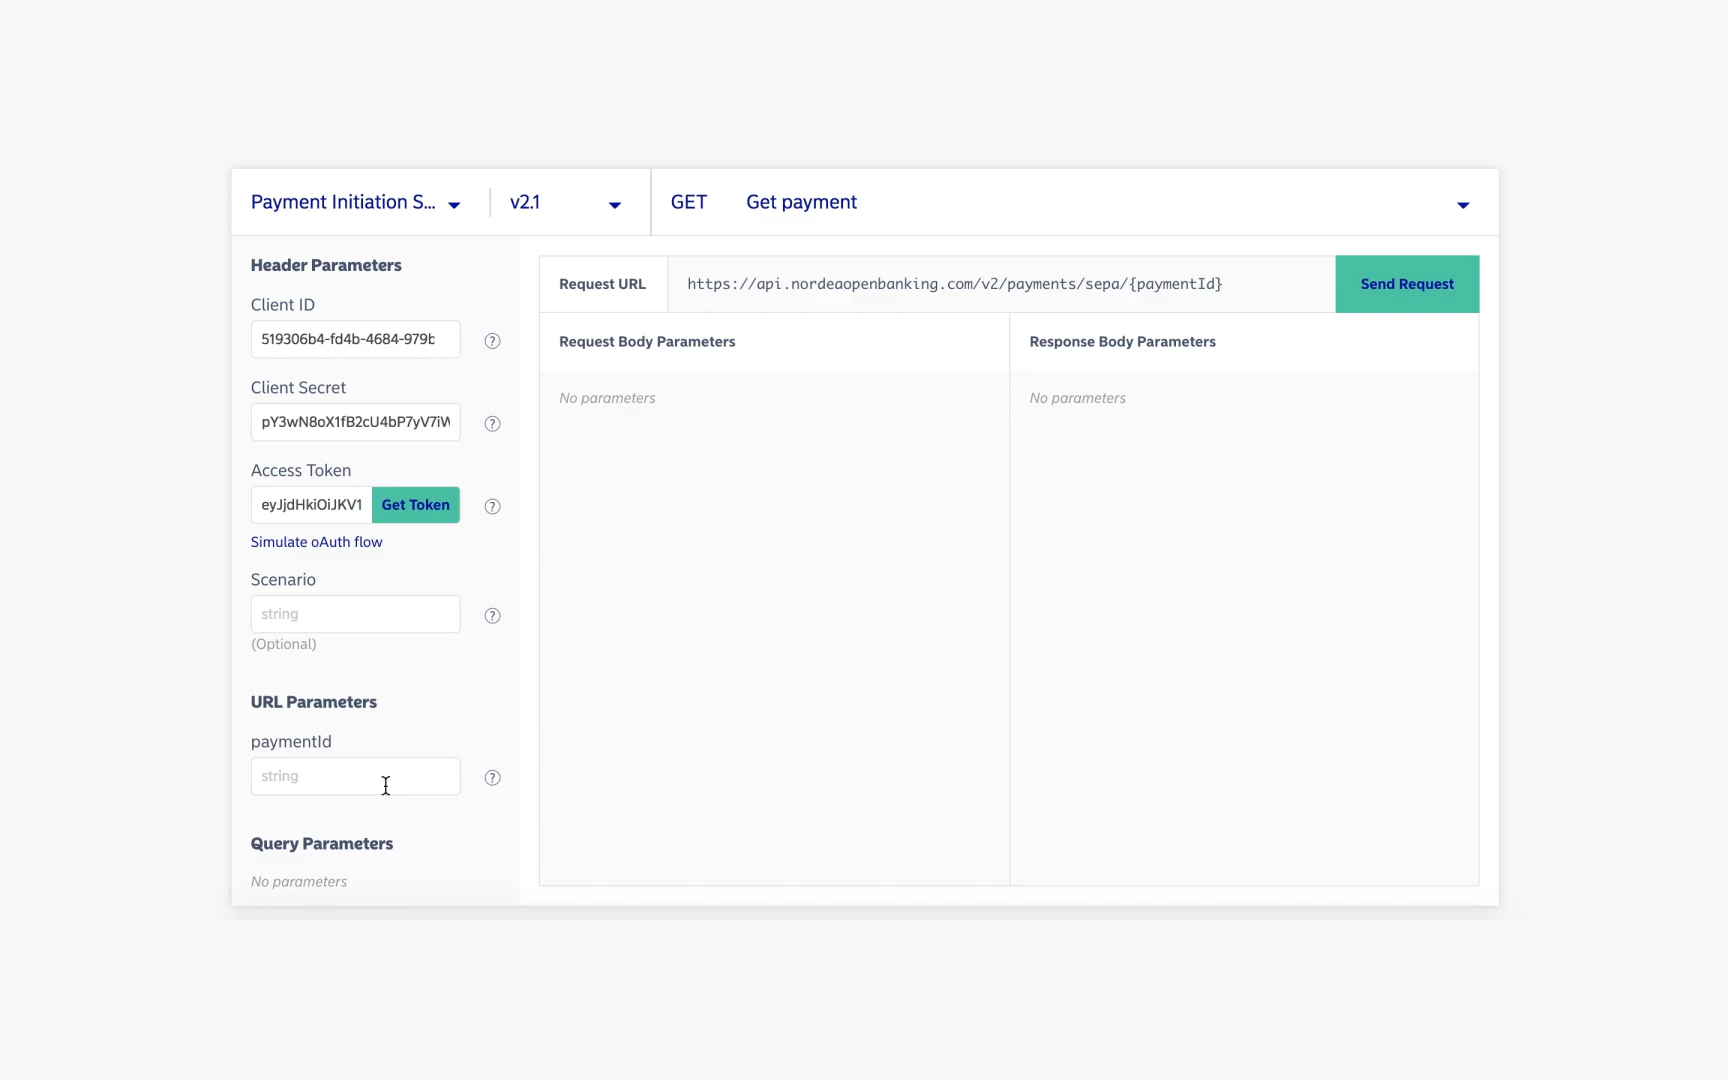 Payment Initiation S...
v2.1
GET
Get payment
Header Parameters
Client ID
519306b4-fd4b-4684-979b
?
Client Secret
pY3wN8oX1fB2cU4bP7yV7iW
?
Access Token
eyJjdHkiOiJKV1
Get Token
?
Simulate oAuth flow
Scenario
string
?
(Optional)
URL Parameters
paymentId
string
?
Query Parameters
No parameters
Request URL
https://api.nordeaopenbanking.com/v2/payments/sepa/{paymentId}
Send Request
Request Body Parameters
No parameters
Response Body Parameters
No parameters